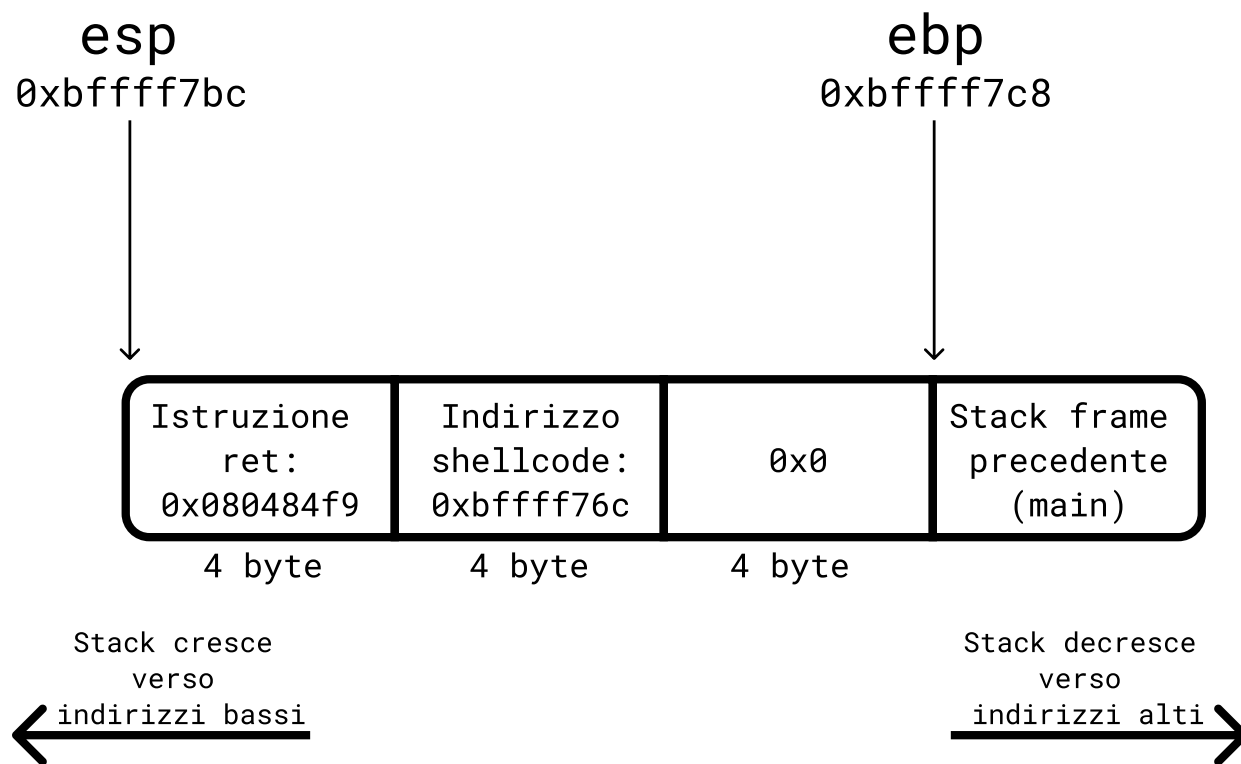 esp
0xbffff7bc
ebp
0xbffff7c8
Istruzione
ret:
0x080484f9
Indirizzo
shellcode:
0xbffff76c
0x0
Stack frame
precedente
(main)
4 byte
4 byte
4 byte
Stack cresce
verso
indirizzi bassi
Stack decresce
verso
indirizzi alti